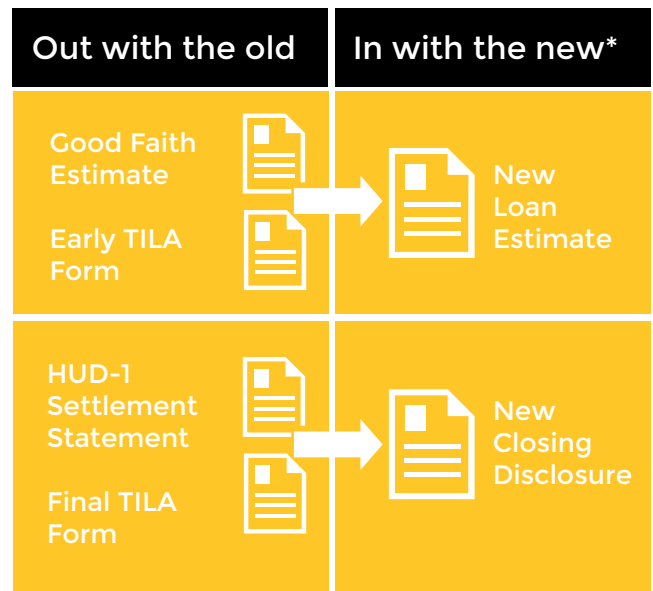 Out with the old
In with the new*
Good Faith
Estimate
Early TILA
Form
New
Loan
Estimate
HUD-1
Settlement
Statement
Final TILA
Form
New
Closing
Disclosure